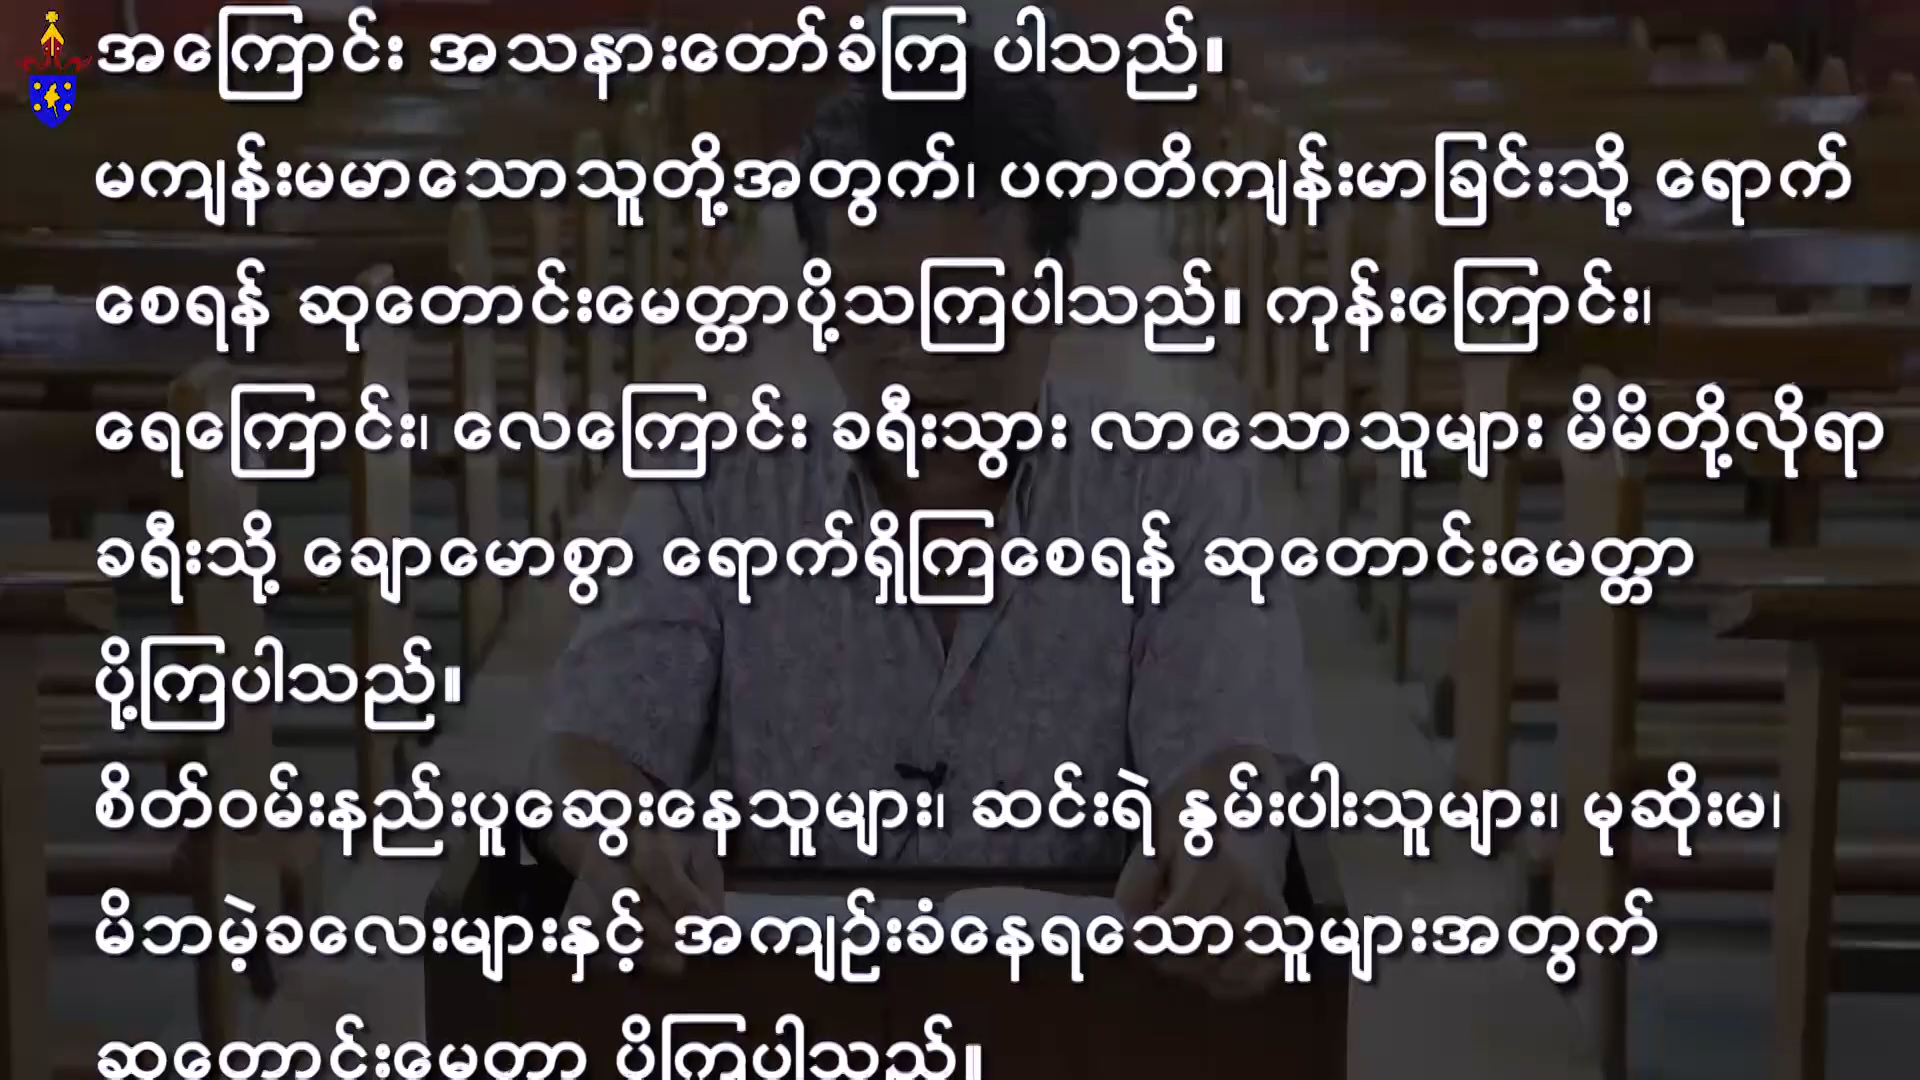 အကြောင်း အသနားတော်ခံကြ ပါသည်။
မကျန်းမမာသောသူတို့အတွက်၊ ပကတိကျန်းမာခြင်းသို့ ရောက်
စေရန် ဆုတောင်းမေတ္တာပို့သကြပါသည်။ ကုန်းကြောင်း၊
ရေကြောင်း၊ လေကြောင်း ခရီးသွား လာသောသူများ မိမိတို့လိုရာ
ခရီးသို့ ချောမောစွာ ရောက်ရှိကြစေရန် ဆုတောင်းမေတ္တာ
ပို့ကြပါသည်။
စိတ်ဝမ်းနည်းပူဆွေးနေသူများ၊ ဆင်းရဲ နွမ်းပါးသူများ၊ မုဆိုးမ၊
မိဘမဲ့ခလေးများနှင့် အကျဉ်းခံနေရသောသူများအတွက်
ဆုတောင်းမေတ္တာ ပို့ကြပါသည်။